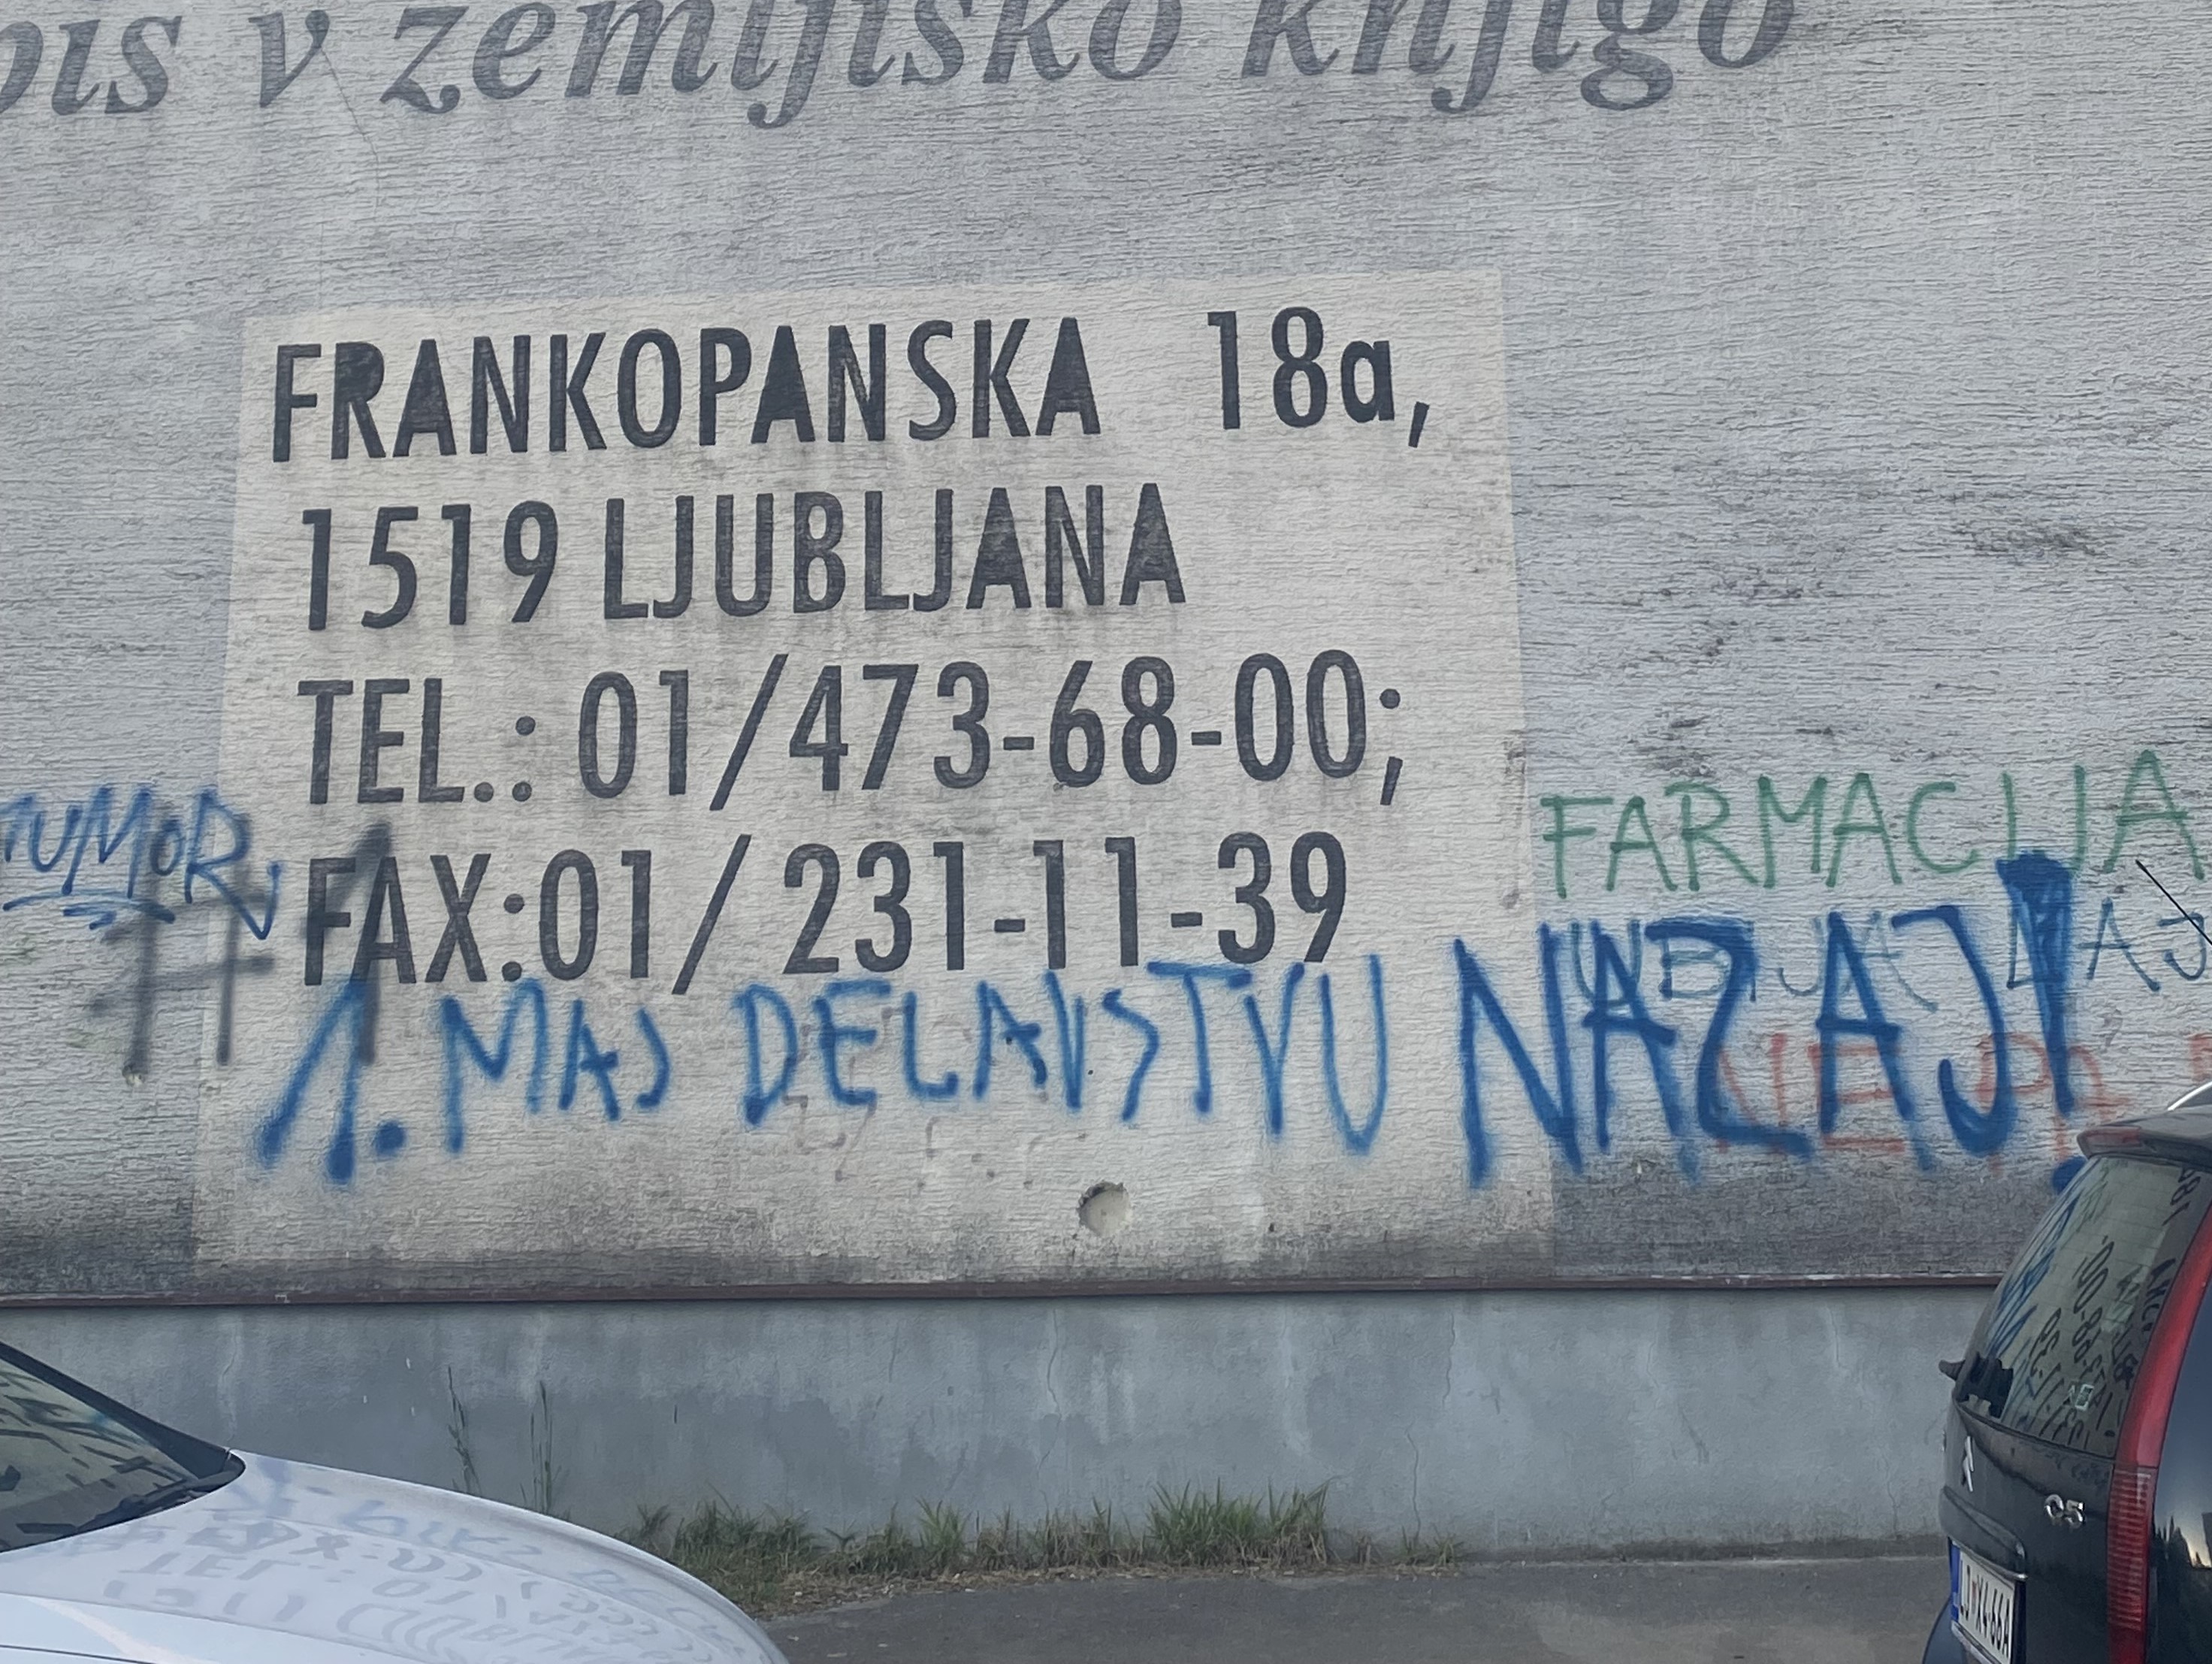 v zemljiško knjigo
FRANKOPANSKA 18a,
1519 LJUBLJANA
TEL.: 01/473-68-00;
FAX:01/231-11-39
TUMOR
FARMACIJA
1. MAJ DELAVSTVU NAZAJ!
C5